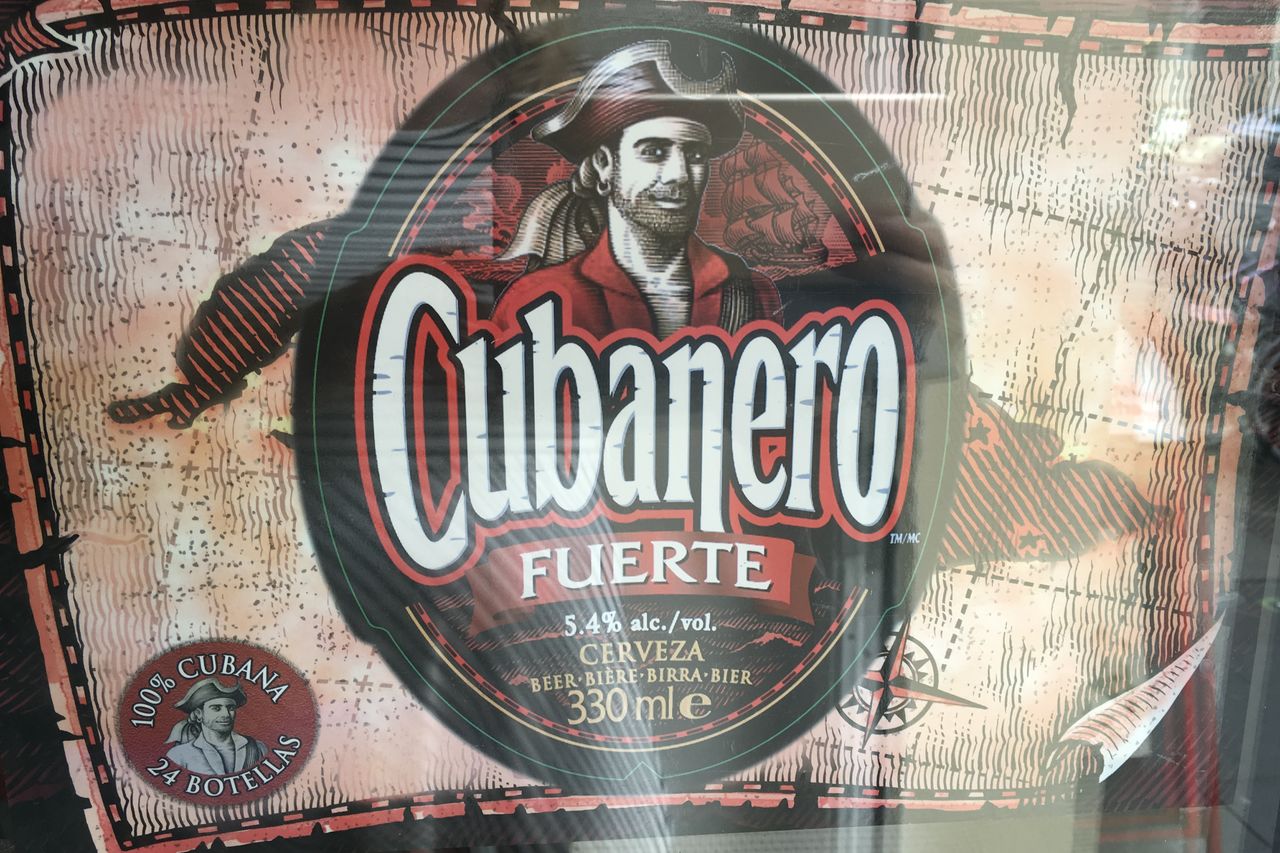 Cubanero
TM/MC
FUERTE
5.4% alc./vol.
CERVEZA
BEER·BIÈRE·BIRRA·BIER
330 ml e
100% CUBANA
24 BOTELLAS